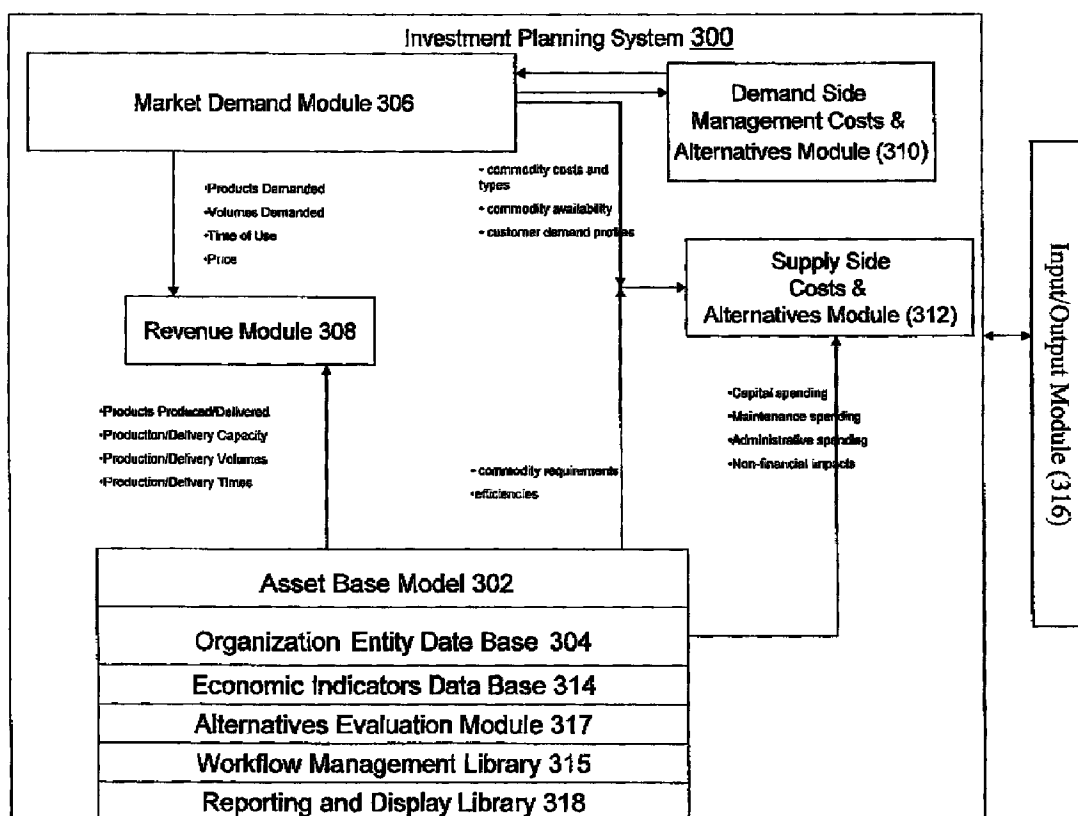 Investment Planning System 300
Market Demand Module 306
Demand Side
Management Costs &
Alternatives Module (310)
•Products Demanded
•Volumes Demanded
•Time of Use
•Price
• commodity costs and
types
• commodity availability
• customer demand profiles
Supply Side
Costs &
Alternatives Module (312)
Input/Output Module (316)
Revenue Module 308
•Products Produced/Delivered
•Production/Delivery Capacity
•Production/Delivery Volumes
•Production/Delivery Times
•Capital spending
•Maintenance spending
•Administrative spending
•Non-financial impacts
• commodity requirements
•efficiencies
Asset Base Model 302
Organization Entity Date Base 304
Economic Indicators Data Base 314
Alternatives Evaluation Module 317
Workflow Management Library 315
Reporting and Display Library 318